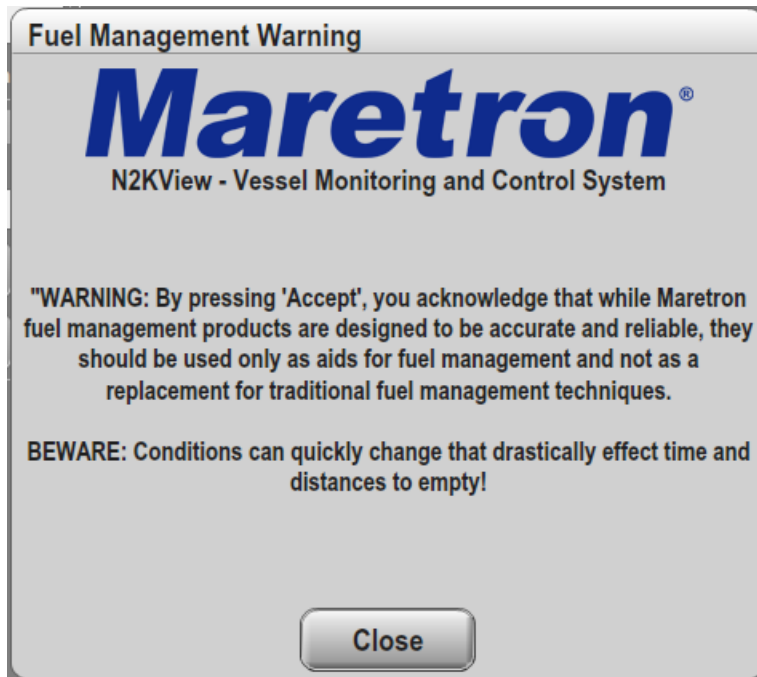 Fuel Management Warning
Maretron®
N2KView - Vessel Monitoring and Control System
"WARNING: By pressing 'Accept', you acknowledge that while Maretron
fuel management products are designed to be accurate and reliable, they
should be used only as aids for fuel management and not as a
replacement for traditional fuel management techniques.
BEWARE: Conditions can quickly change that drastically effect time and
distances to empty!
Close